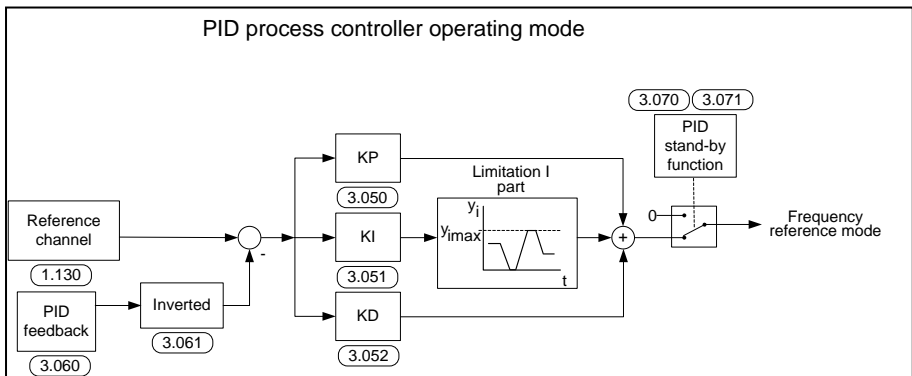 PID process controller operating mode
3.070
3.071
PID
stand-by
function
KP
3.050
Limitation I
part
yi
yimax
t
0
Frequency
reference mode
Reference
channel
1.130
-
KI
3.051
+
PID
feedback
3.060
Inverted
3.061
KD
3.052